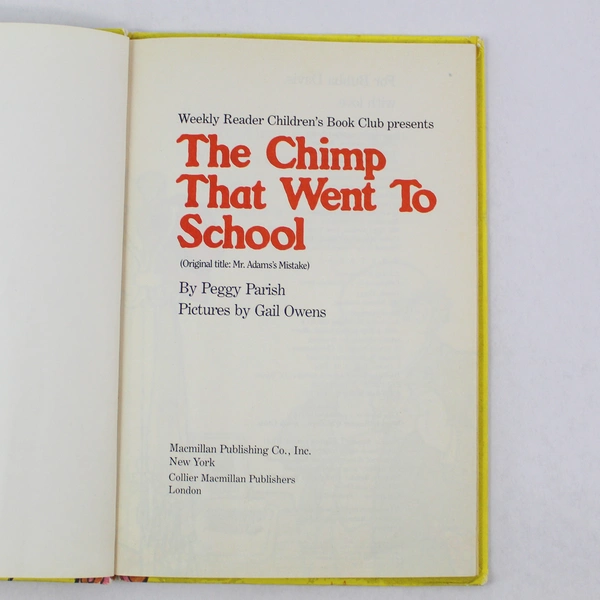 Weekly Reader Children's Book Club presents
The Chimp
That Went To
School
(Original title: Mr. Adams's Mistake)
By Peggy Parish
Pictures by Gail Owens
Macmillan Publishing Co., Inc.
New York
Collier Macmillan Publishers
London